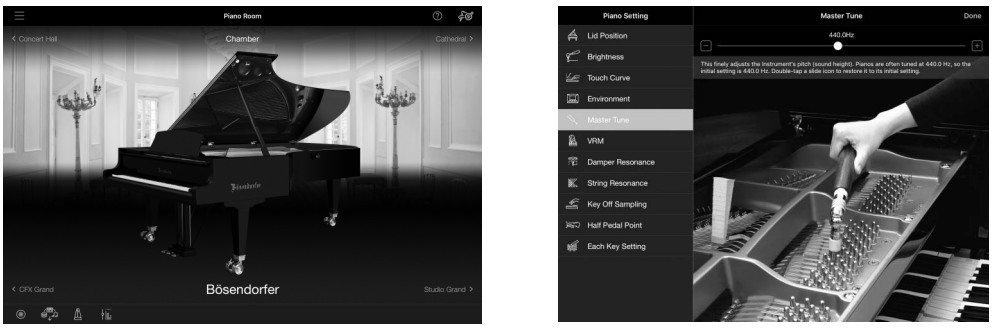 Piano Room
< Concert Hall
Chamber
Cathedral >
Bösendorfer
< CFX Grand
Bösendorfer
Studio Grand >
Piano Setting
Lid Position
Brightness
Touch Curve
Environment
Master Tune
VRM
Damper Resonance
String Resonance
Key Off Sampling
Half Pedal Point
Each Key Setting
Master Tune
Done
440.0Hz
This finely adjusts the Instrument's pitch (sound height). Pianos are often tuned at 440.0 Hz, so the
initial setting is 440.0 Hz. Double-tap a slide icon to restore it to its initial setting.